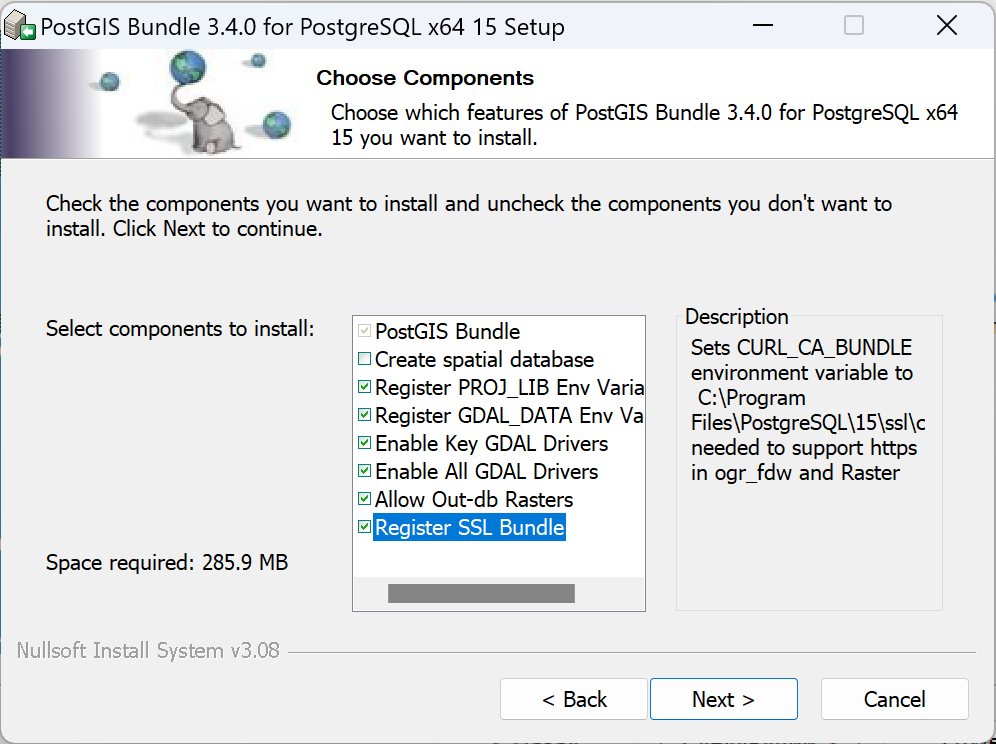 PostGIS Bundle 3.4.0 for PostgreSQL x64 15 Setup
Choose Components
Choose which features of PostGIS Bundle 3.4.0 for PostgreSQL x64
15 you want to install.
Check the components you want to install and uncheck the components you don't want to
install. Click Next to continue.
Select components to install:
PostGIS Bundle
Create spatial database
Register PROJ_LIB Env Varia
Register GDAL_DATA Env Va
Enable Key GDAL Drivers
Enable All GDAL Drivers
Allow Out-db Rasters
Register SSL Bundle
Description
Sets CURL_CA_BUNDLE
environment variable to
C:\Program
Files\PostgreSQL\15\ssl\c
needed to support https
in ogr_fdw and Raster
Space required: 285.9 MB
Nullsoft Install System v3.08
< Back
Next >
Cancel